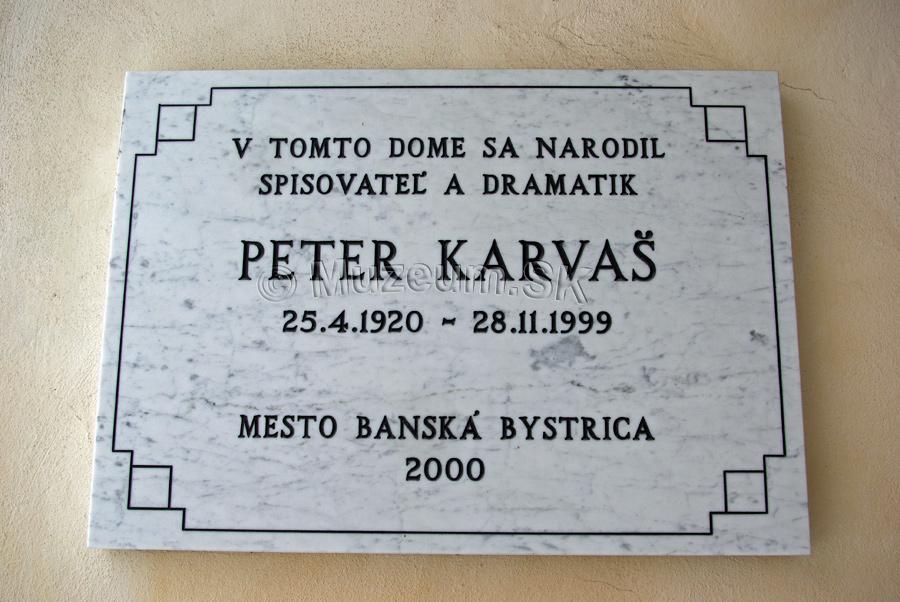 V TOMTO DOME SA NARODIL
SPISOVATEĽ A DRAMATIK
PETER KARVAŠ
© Muzeum.SK
25.4.1920 - 28.11.1999
MESTO BANSKÁ BYSTRICA
2000